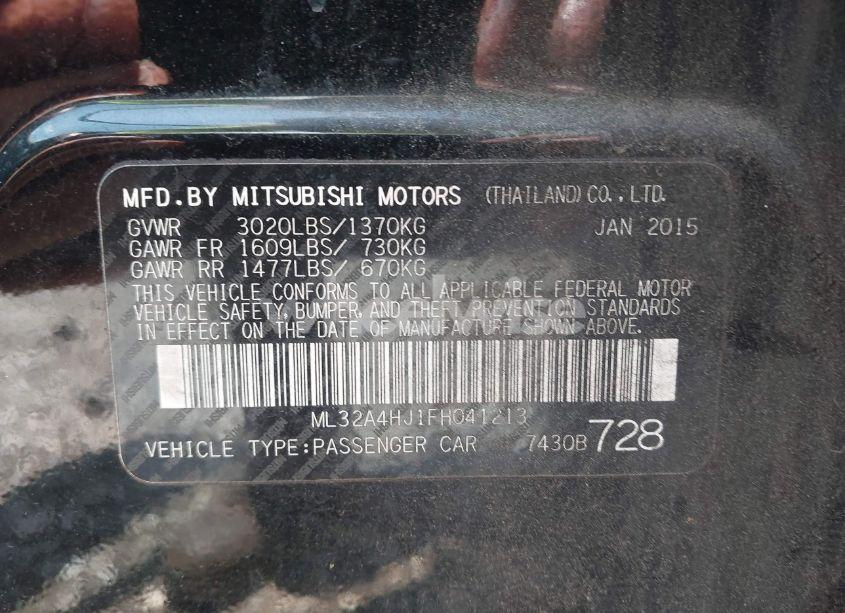 MFD.BY MITSUBISHI MOTORS (THAILAND)CO.,LTD.
GVWR 3020LBS/1370KG JAN 2015
GAWR FR 1609LBS/ 730KG
GAWR RR 1477LBS/ 670KG
THIS VEHICLE CONFORMS TO ALL APPLICABLE FEDERAL MOTOR
VEHICLE SAFETY, BUMPER, AND THEFT PREVENTION STANDARDS
IN EFFECT ON THE DATE OF MANUFACTURE SHOWN ABOVE.
ML32A4HJ1FH041213
VEHICLE TYPE:PASSENGER CAR 7430B 728